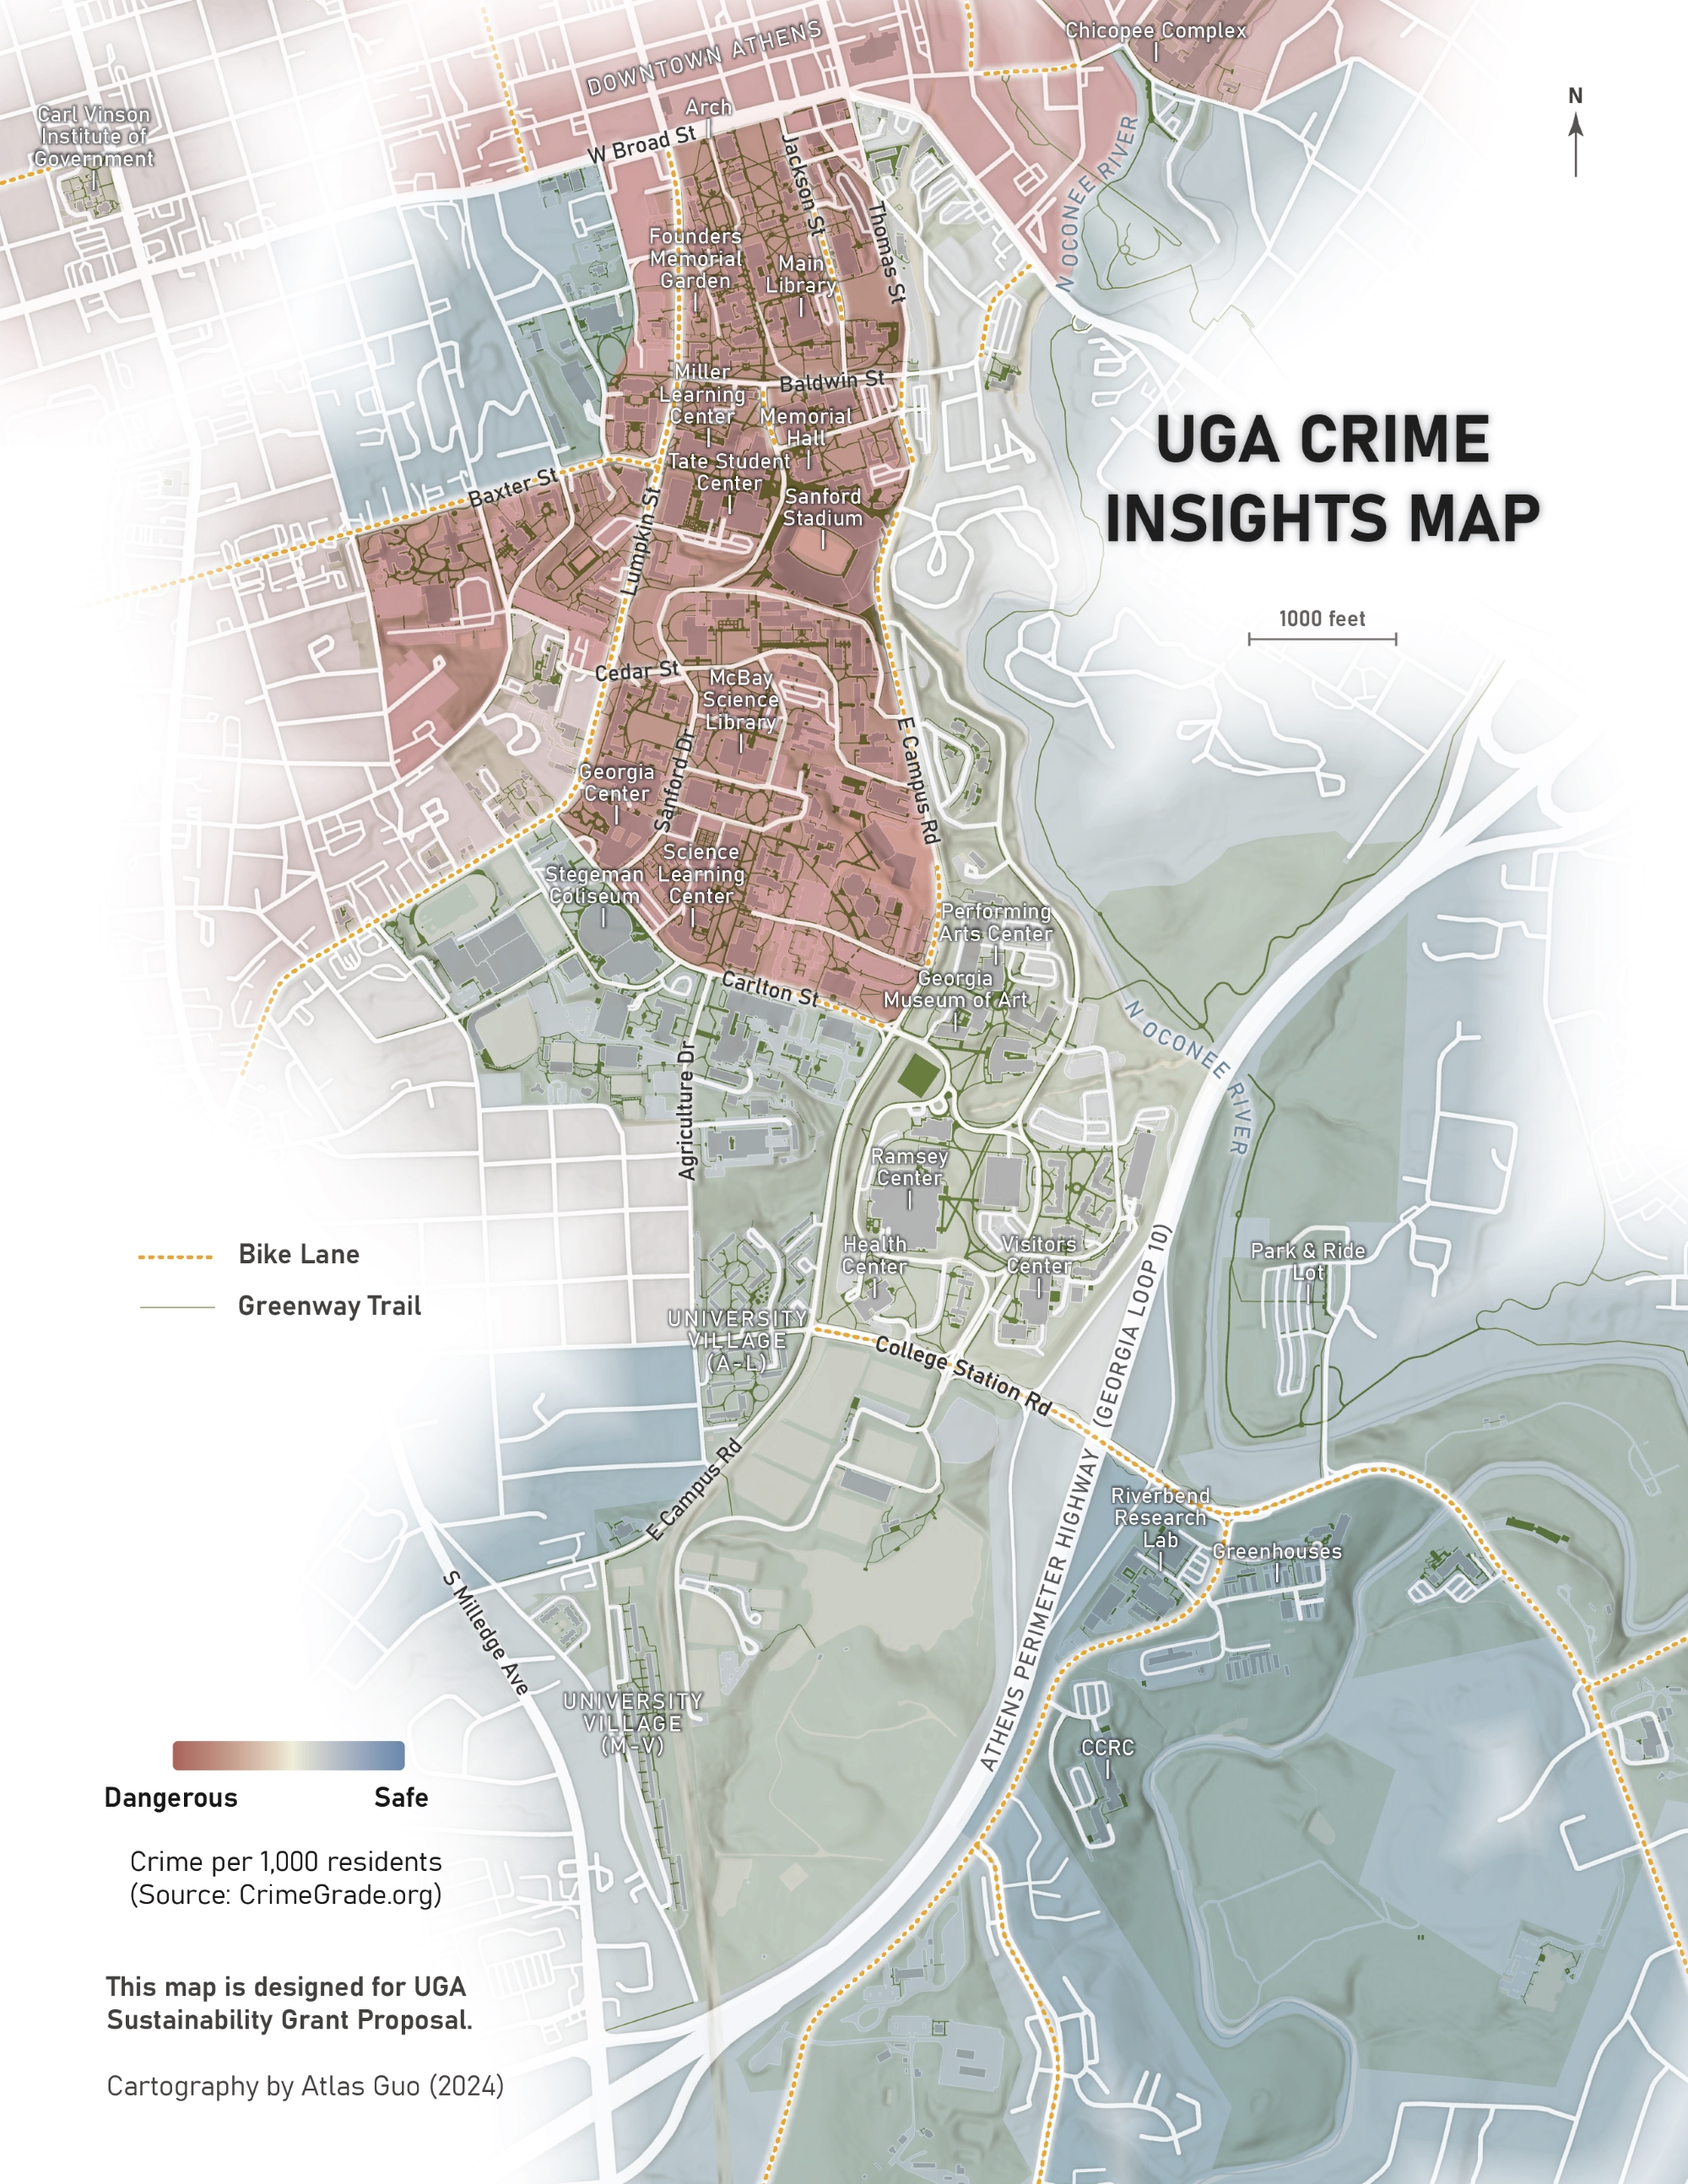 Chicopee Complex
DOWNTOWN ATHENS
N
Carl Vinson
Institute of
Government
Arch
W Broad St
Jackson St
Thomas St
N OCONEE RIVER
Founders
Memorial
Garden
Main
Library
Miller
Learning
Center
Baldwin St
Memorial
Hall
UGA CRIME
INSIGHTS MAP
Tate Student
Center
Baxter St
Sanford
Stadium
Lumpkin St
1000 feet
Cedar St
McBay
Science
Library
Sanford Dr
E Campus Rd
Georgia
Center
Science
Learning
Center
Stegeman
Coliseum
Performing
Arts Center
Georgia
Museum of Art
Carlton St
N OCONEE RIVER
Agriculture Dr
Ramsey
Center
Health
Center
Visitors
Center
Park & Ride
Lot
Bike Lane
Greenway Trail
UNIVERSITY
VILLAGE
(A-L)
College Station Rd
ATHENS PERIMETER HIGHWAY (GEORGIA LOOP 10)
E Campus Rd
Riverbend
Research
Lab
Greenhouses
S Milledge Ave
UNIVERSITY
VILLAGE
(M-V)
CCRC
Dangerous
Safe
Crime per 1,000 residents
(Source: CrimeGrade.org)
This map is designed for UGA
Sustainability Grant Proposal.
Cartography by Atlas Guo (2024)